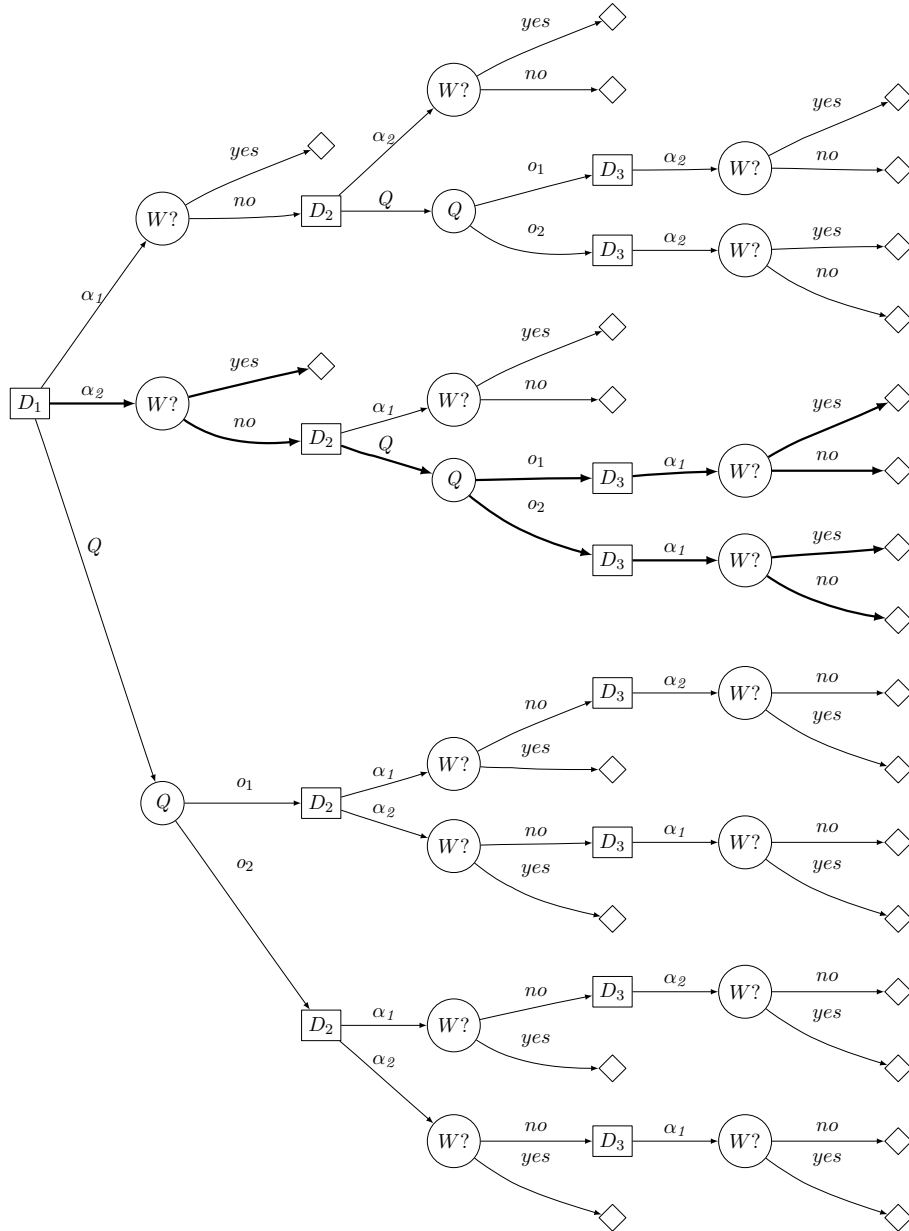 yes
W?
no
α₂
yes
yes
W?
no
o₁
D₃
α₂
W?
no
D₂
Q
Q
o₂
D₃
α₂
W?
yes
no
α₁
yes
W?
no
yes
D₁
α₂
W?
no
D₂
α₁
W?
yes
no
Q
Q
o₁
D₃
α₁
W?
yes
no
o₂
D₃
α₁
W?
yes
no
Q
no
D₃
α₂
W?
no
yes
α₁
W?
yes
Q
o₁
D₂
α₂
W?
no
D₃
α₁
W?
no
yes
yes
o₂
no
D₃
α₂
W?
no
yes
D₂
α₁
W?
yes
α₂
W?
no
D₃
α₁
W?
no
yes
yes